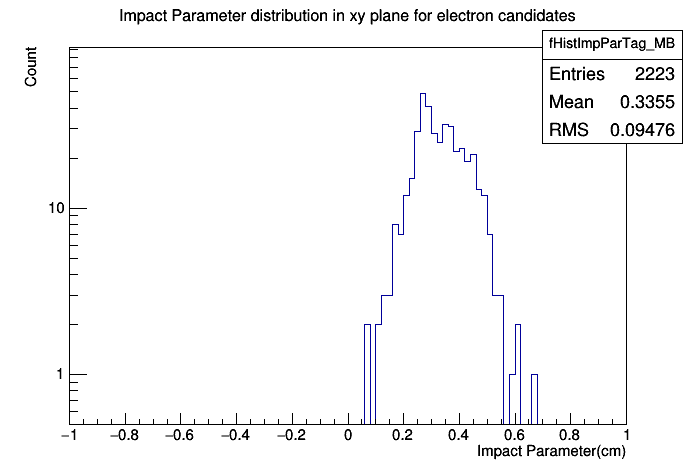 Impact Parameter distribution in xy plane for electron candidates
Count
fHistImpParTag_MB
Entries 2223
Mean 0.3355
RMS 0.09476
10
1
−1 −0.8 −0.6 −0.4 −0.2 0 0.2 0.4 0.6 0.8 1
Impact Parameter(cm)